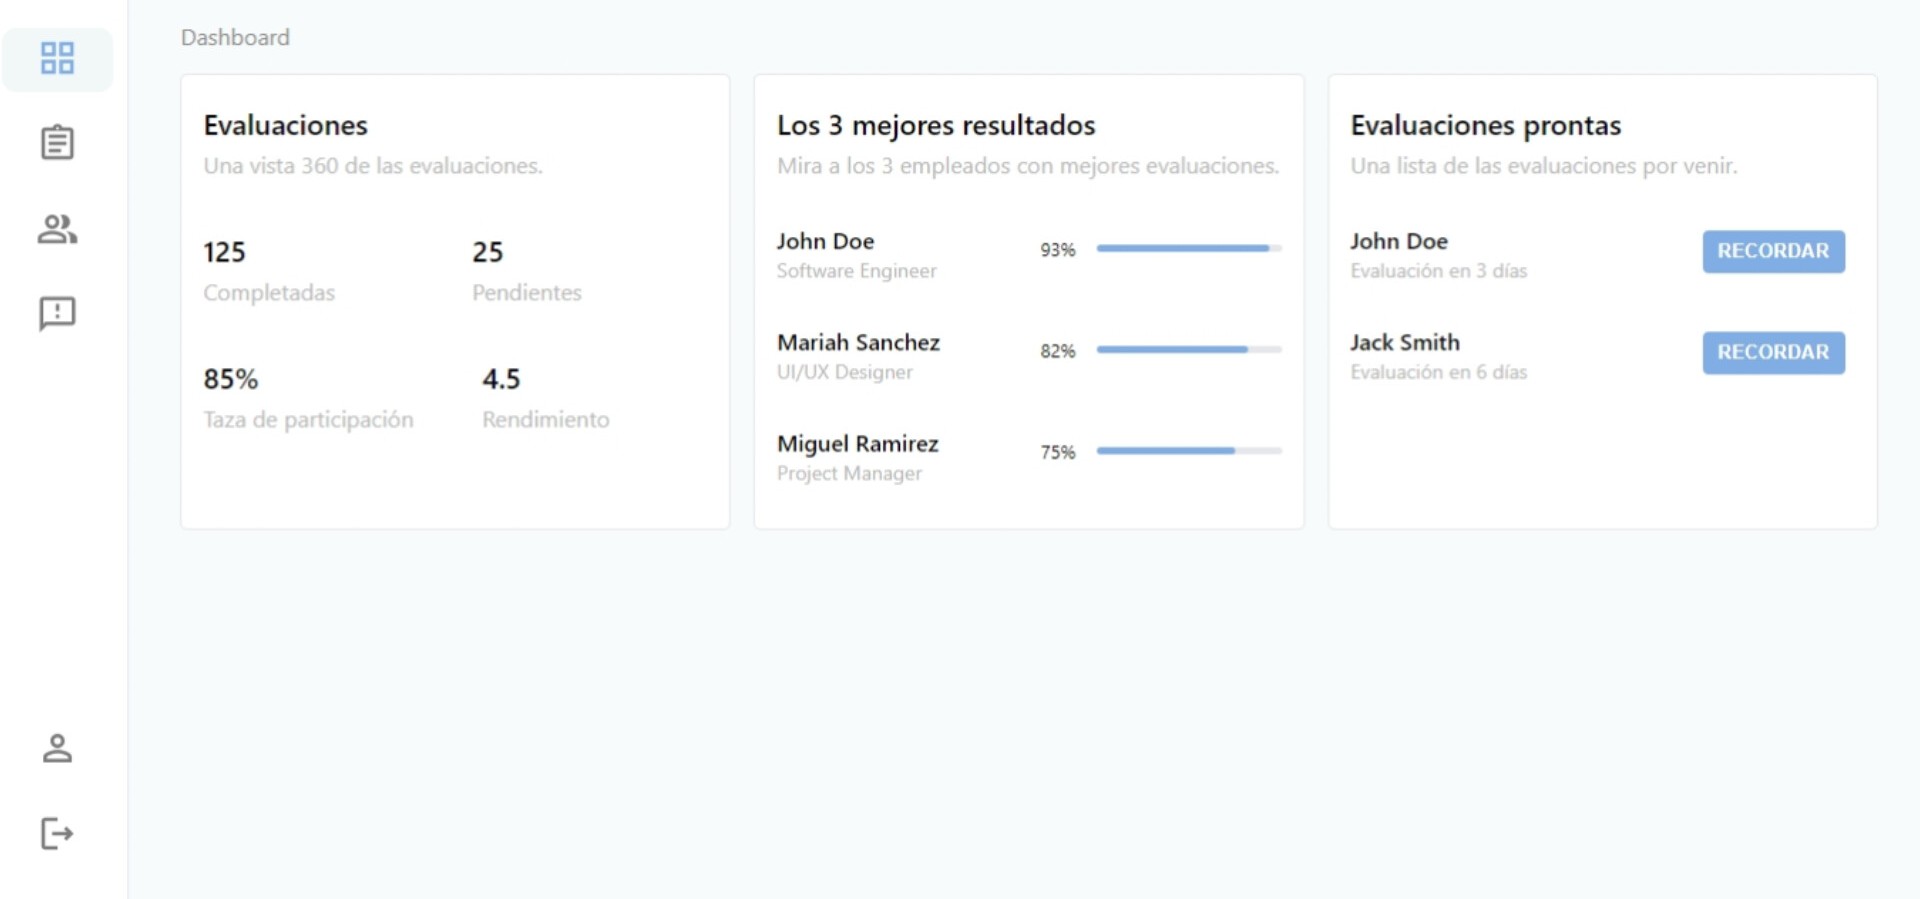 Dashboard
Evaluaciones
Una vista 360 de las evaluaciones.
125
Completadas
25
Pendientes
85%
Taza de participación
4.5
Rendimiento
Los 3 mejores resultados
Mira a los 3 empleados con mejores evaluaciones.
John Doe
Software Engineer
93%
Mariah Sanchez
UI/UX Designer
82%
Miguel Ramirez
Project Manager
75%
Evaluaciones prontas
Una lista de las evaluaciones por venir.
John Doe
Evaluación en 3 días
RECORDAR
Jack Smith
Evaluación en 6 días
RECORDAR